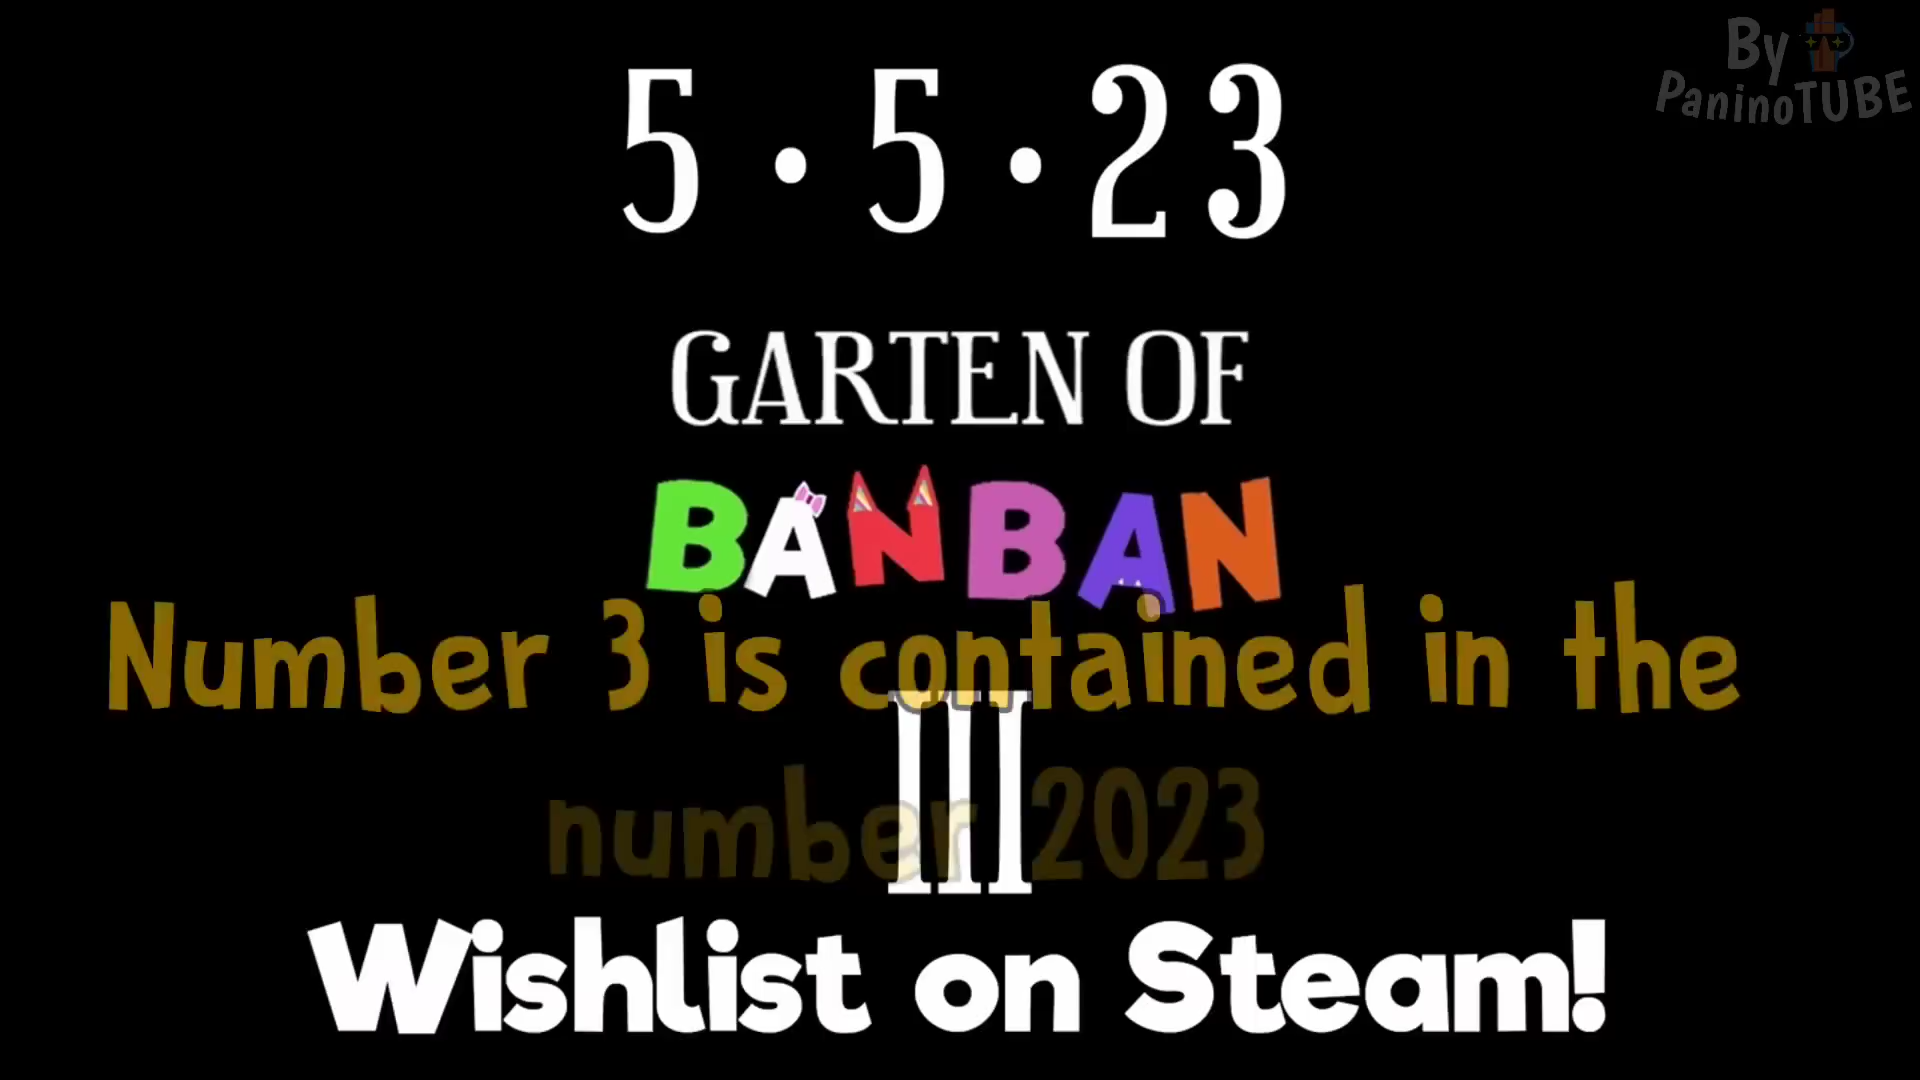 By
PaninoTUBE
5·5·23
GARTEN OF
BANBAN
Number 3 is contained in the
III
number 2023
Wishlist on Steam!